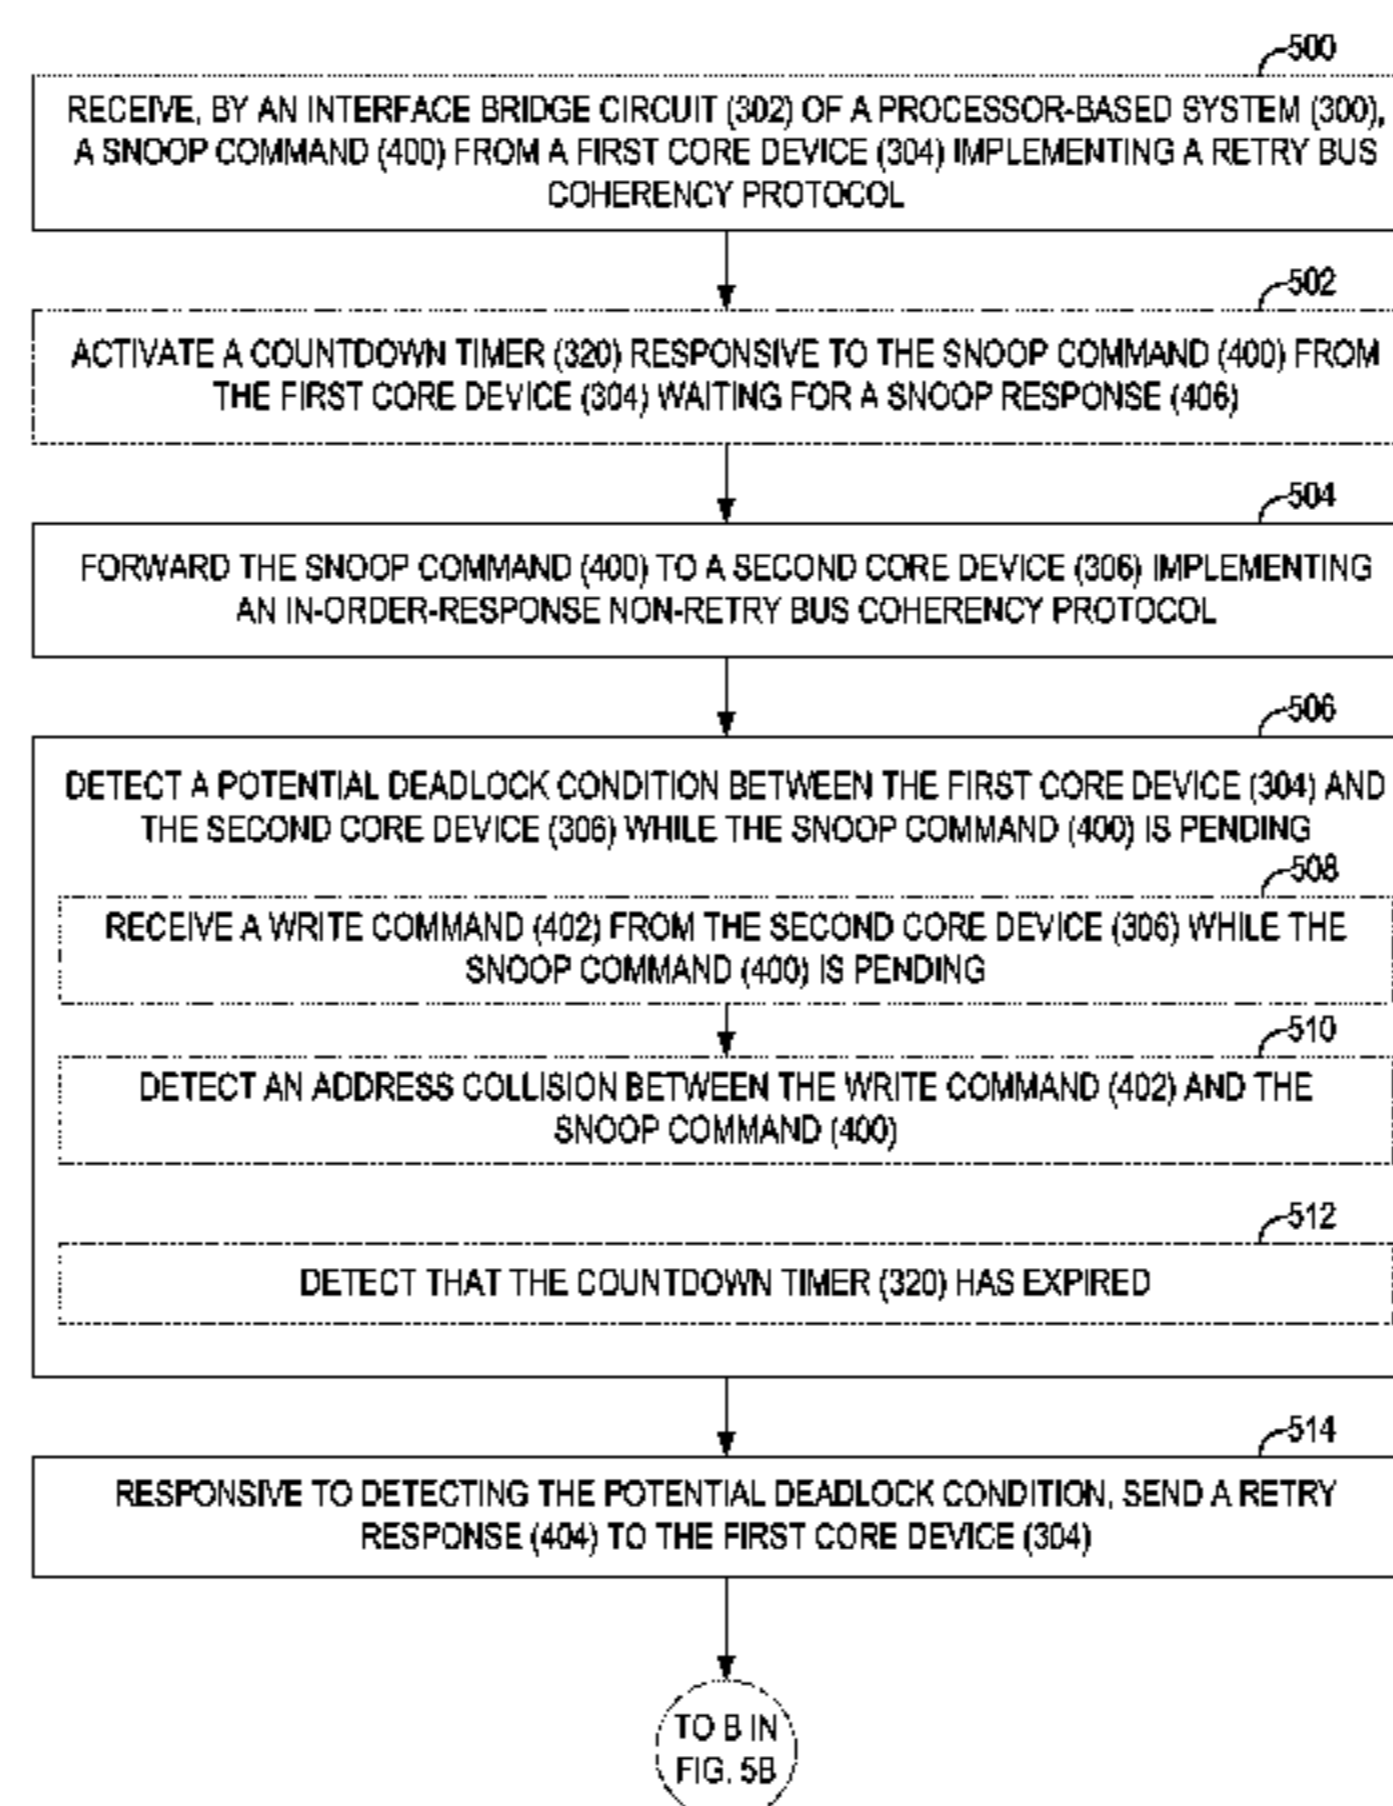 500
RECEIVE, BY AN INTERFACE BRIDGE CIRCUIT (302) OF A PROCESSOR-BASED SYSTEM (300),
A SNOOP COMMAND (400) FROM A FIRST CORE DEVICE (304) IMPLEMENTING A RETRY BUS
COHERENCY PROTOCOL
502
ACTIVATE A COUNTDOWN TIMER (320) RESPONSIVE TO THE SNOOP COMMAND (400) FROM
THE FIRST CORE DEVICE (304) WAITING FOR A SNOOP RESPONSE (406)
504
FORWARD THE SNOOP COMMAND (400) TO A SECOND CORE DEVICE (306) IMPLEMENTING
AN IN-ORDER-RESPONSE NON-RETRY BUS COHERENCY PROTOCOL
506
DETECT A POTENTIAL DEADLOCK CONDITION BETWEEN THE FIRST CORE DEVICE (304) AND
THE SECOND CORE DEVICE (306) WHILE THE SNOOP COMMAND (400) IS PENDING
508
RECEIVE A WRITE COMMAND (402) FROM THE SECOND CORE DEVICE (306) WHILE THE
SNOOP COMMAND (400) IS PENDING
510
DETECT AN ADDRESS COLLISION BETWEEN THE WRITE COMMAND (402) AND THE
SNOOP COMMAND (400)
512
DETECT THAT THE COUNTDOWN TIMER (320) HAS EXPIRED
514
RESPONSIVE TO DETECTING THE POTENTIAL DEADLOCK CONDITION, SEND A RETRY
RESPONSE (404) TO THE FIRST CORE DEVICE (304)
TO B IN
FIG. 5B